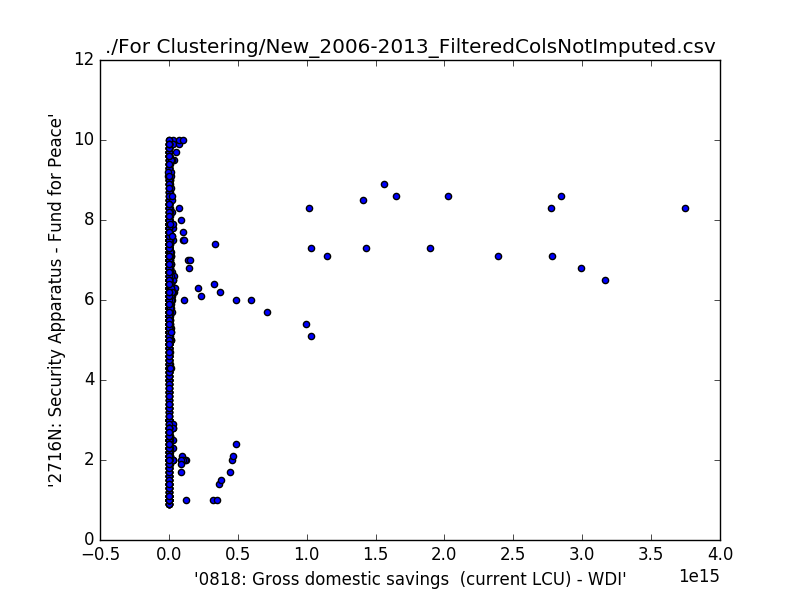 ./For Clustering/New_2006-2013_FilteredColsNotImputed.csv
12
10
8
6
4
2
0
'2716N: Security Apparatus - Fund for Peace'
−0.5 0.0 0.5 1.0 1.5 2.0 2.5 3.0 3.5 4.0
1e15
'0818: Gross domestic savings  (current LCU) - WDI'